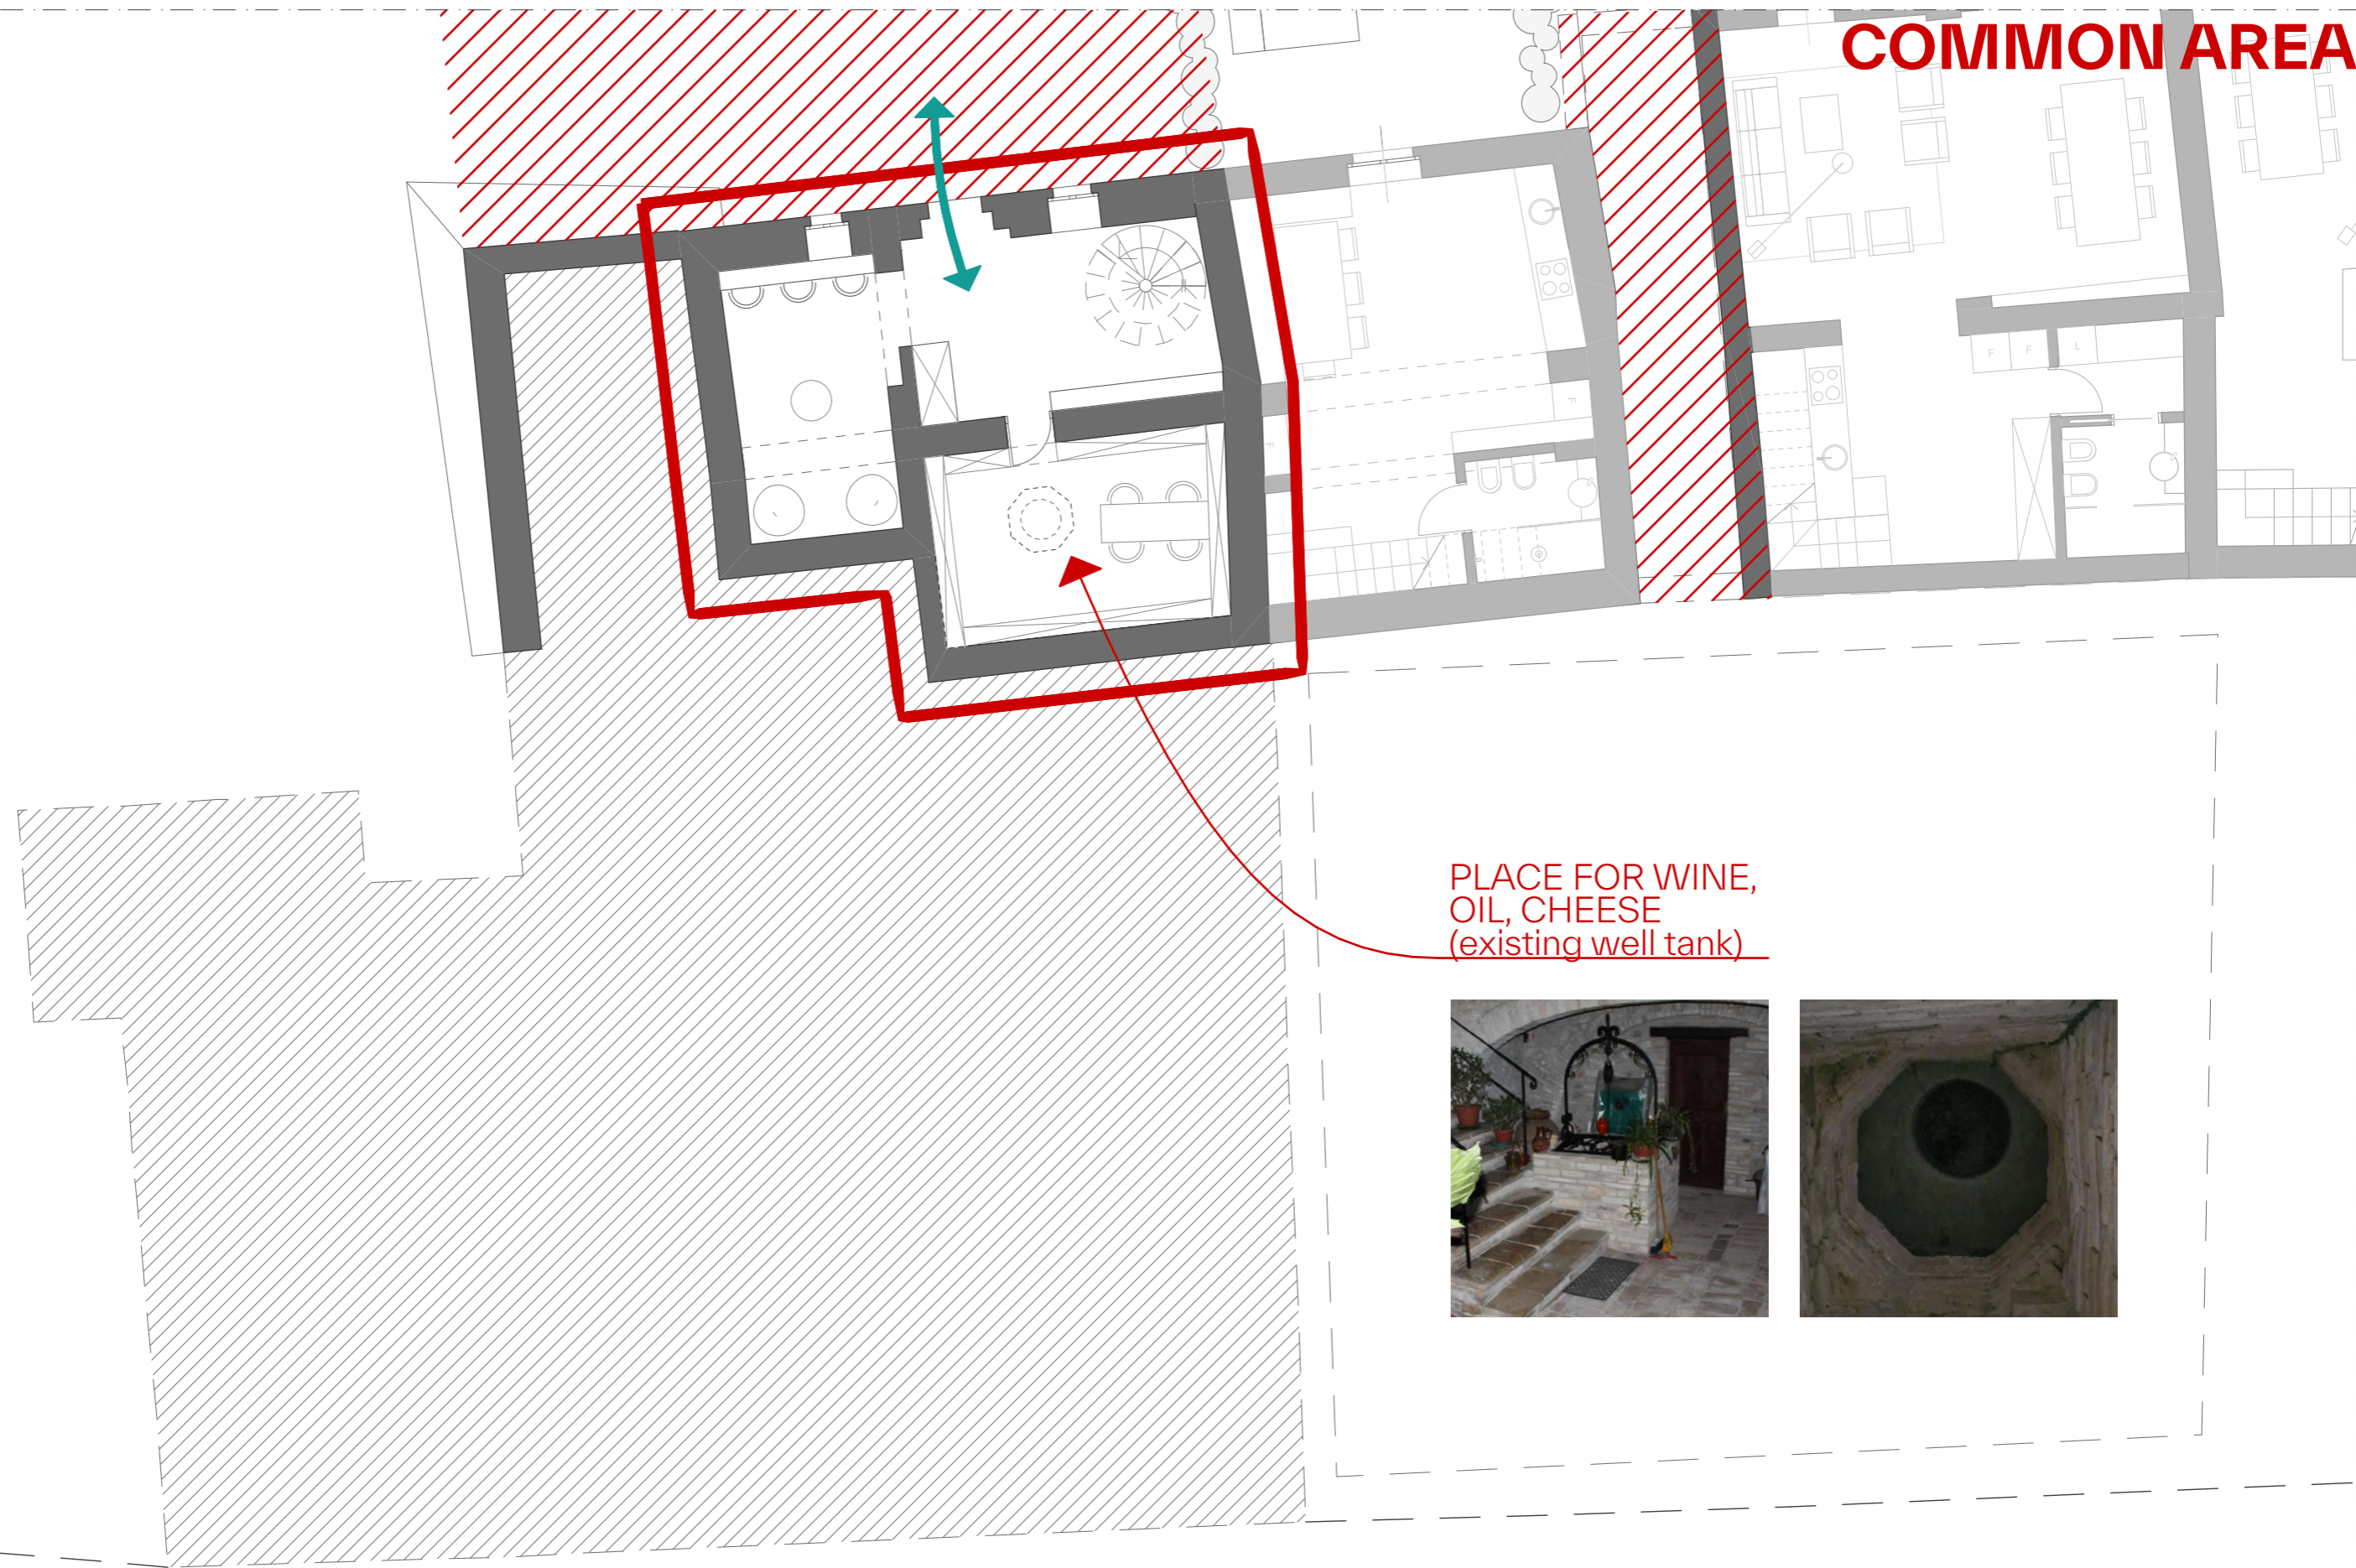 COMMON AREA
F F L
F
F
PLACE FOR WINE,
OIL, CHEESE
(existing well tank)